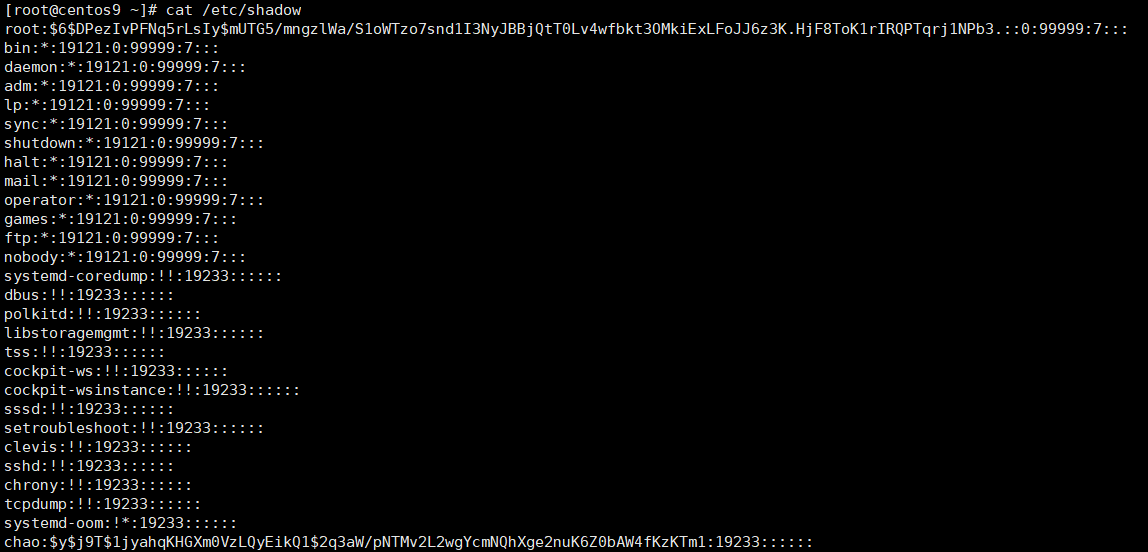 [root@centos9 ~]# cat /etc/shadow
root:$6$DPezIvPFNq5rLsIy$mUTG5/mngzlWa/S1oWTzo7snd1I3NyJBBjQtT0Lv4wfbkt3OMkiExLFoJJ6z3K.HjF8ToK1rIRQPTqrj1NPb3.::0:99999:7:::
bin:*:19121:0:99999:7:::
daemon:*:19121:0:99999:7:::
adm:*:19121:0:99999:7:::
lp:*:19121:0:99999:7:::
sync:*:19121:0:99999:7:::
shutdown:*:19121:0:99999:7:::
halt:*:19121:0:99999:7:::
mail:*:19121:0:99999:7:::
operator:*:19121:0:99999:7:::
games:*:19121:0:99999:7:::
ftp:*:19121:0:99999:7:::
nobody:*:19121:0:99999:7:::
systemd-coredump:!!:19233::::::
dbus:!!:19233::::::
polkitd:!!:19233::::::
libstoragemgmt:!!:19233::::::
tss:!!:19233::::::
cockpit-ws:!!:19233::::::
cockpit-wsinstance:!!:19233::::::
sssd:!!:19233::::::
setroubleshoot:!!:19233::::::
clevis:!!:19233::::::
sshd:!!:19233::::::
chrony:!!:19233::::::
tcpdump:!!:19233::::::
systemd-oom:!*:19233::::::
chao:$y$j9T$1jyahqKHGXm0VzLQyEikQ1$2q3aW/pNTMv2L2wgYcmNQhXge2nuK6Z0bAW4fKzKTm1:19233::::::